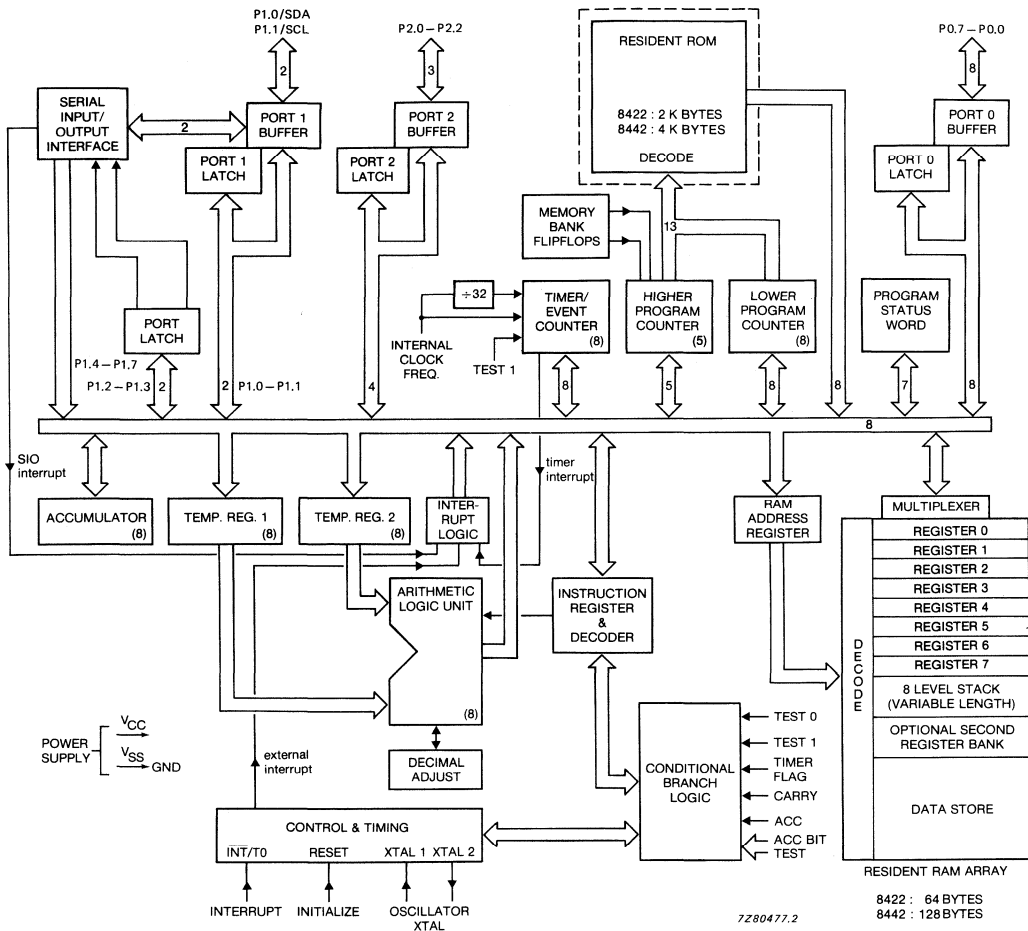 P1.0/SDA
P1.1/SCL
P2.0–P2.2
P0.7–P0.0
2
3
8
SERIAL
INPUT/
OUTPUT
INTERFACE
2
PORT 1
BUFFER
PORT 1
LATCH
PORT 2
BUFFER
PORT 2
LATCH
RESIDENT ROM
8422 : 2 K BYTES
8442 : 4 K BYTES
DECODE
PORT 0
BUFFER
PORT 0
LATCH
MEMORY
BANK
FLIPFLOPS
13
÷32
TIMER/
EVENT
COUNTER
(8)
HIGHER
PROGRAM
COUNTER
(5)
LOWER
PROGRAM
COUNTER
(8)
PROGRAM
STATUS
WORD
PORT
LATCH
INTERNAL
CLOCK
FREQ.
TEST 1
P1.4–P1.7
P1.2–P1.3
2
2
P1.0–P1.1
4
8
5
8
8
7
8
8
SIO
interrupt
timer
interrupt
ACCUMULATOR
(8)
TEMP. REG. 1
(8)
TEMP. REG. 2
(8)
INTER-
RUPT
LOGIC
RAM
ADDRESS
REGISTER
MULTIPLEXER
REGISTER 0
REGISTER 1
REGISTER 2
REGISTER 3
REGISTER 4
REGISTER 5
REGISTER 6
REGISTER 7
8 LEVEL STACK
(VARIABLE LENGTH)
OPTIONAL SECOND
REGISTER BANK
DATA STORE
DECODE
ARITHMETIC
LOGIC UNIT
(8)
INSTRUCTION
REGISTER
&
DECODER
DECIMAL
ADJUST
POWER
SUPPLY
VCC
VSS
GND
external
interrupt
CONDITIONAL
BRANCH
LOGIC
TEST 0
TEST 1
TIMER
FLAG
CARRY
ACC
ACC BIT
TEST
CONTROL & TIMING
INT/T0
RESET
XTAL 1
XTAL 2
INTERRUPT
INITIALIZE
OSCILLATOR
XTAL
RESIDENT RAM ARRAY
8422 : 64 BYTES
8442 : 128 BYTES
7Z80477.2